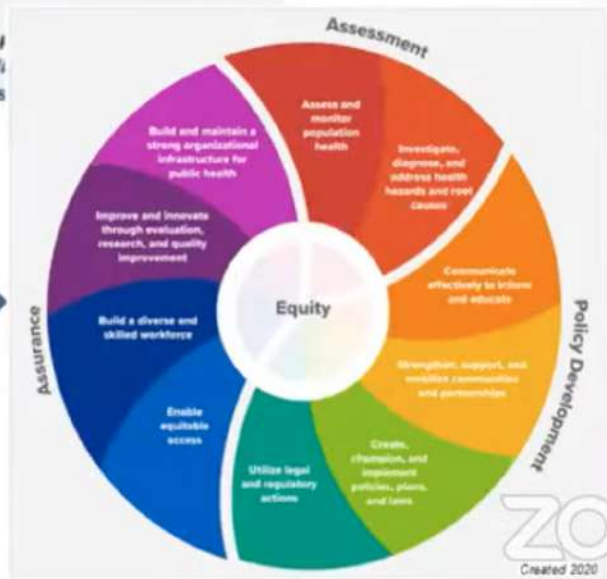 Assessment
Assess and
monitor
population
health
Investigate,
diagnose, and
address health
hazards and root
causes
Communicate
effectively to inform
and educate
Strengthen, support, and
mobilize communities
and partnerships
Create,
champion, and
implement
policies, plans,
and laws
Utilize legal
and regulatory
actions
Policy Development
Enable
equitable
access
Build a diverse and
skilled workforce
Improve and innovate
through evaluation,
research, and quality
improvement
Build and maintain a
strong organizational
infrastructure for
public health
Assurance
Equity
ZO
Created 2020